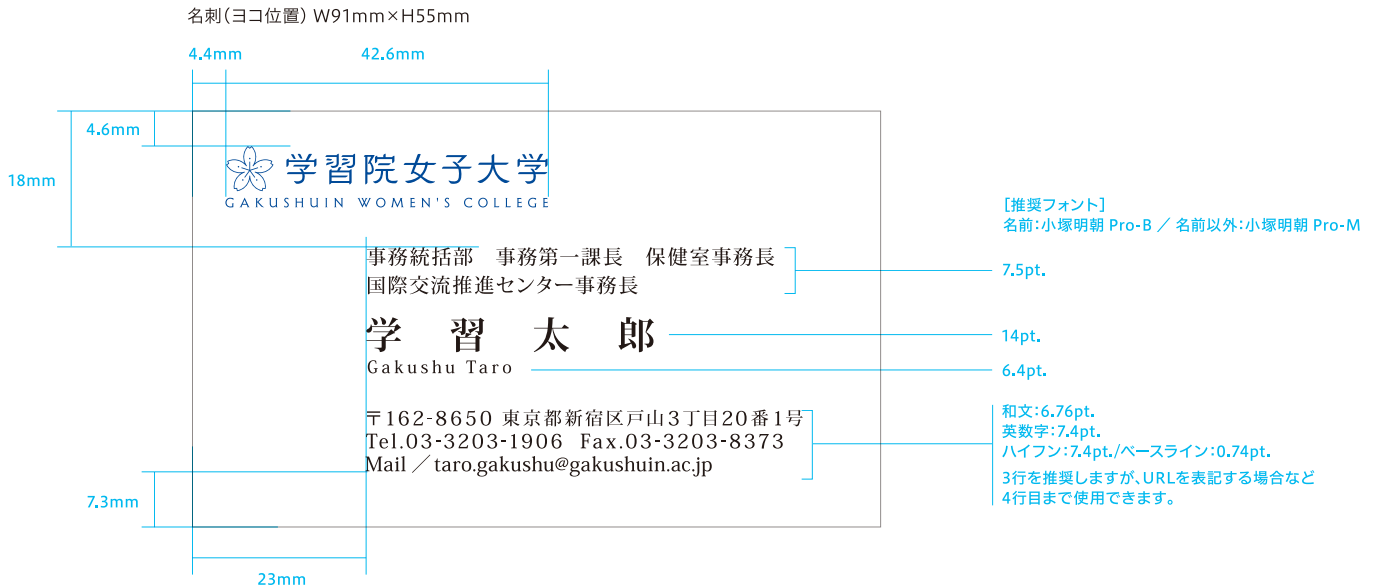 名刺（ヨコ位置） W91mm×H55mm
4.4mm
42.6mm
4.6mm
18mm
学習院女子大学
GAKUSHUIN WOMEN'S COLLEGE
［推奨フォント］
名前：小塚明朝 Pro-B ／ 名前以外：小塚明朝 Pro-M
事務統括部　事務第一課長　保健室事務長
国際交流推進センター事務長
7.5pt.
学 習 太 郎
14pt.
Gakushu Taro
6.4pt.
〒162-8650 東京都新宿区戸山3丁目20番1号
Tel.03-3203-1906 Fax.03-3203-8373
Mail ／taro.gakushu@gakushuin.ac.jp
和文：6.76pt.
英数字：7.4pt.
ハイフン：7.4pt./ベースライン：0.74pt.
3行を推奨しますが、URLを表記する場合など
4行目まで使用できます。
7.3mm
23mm